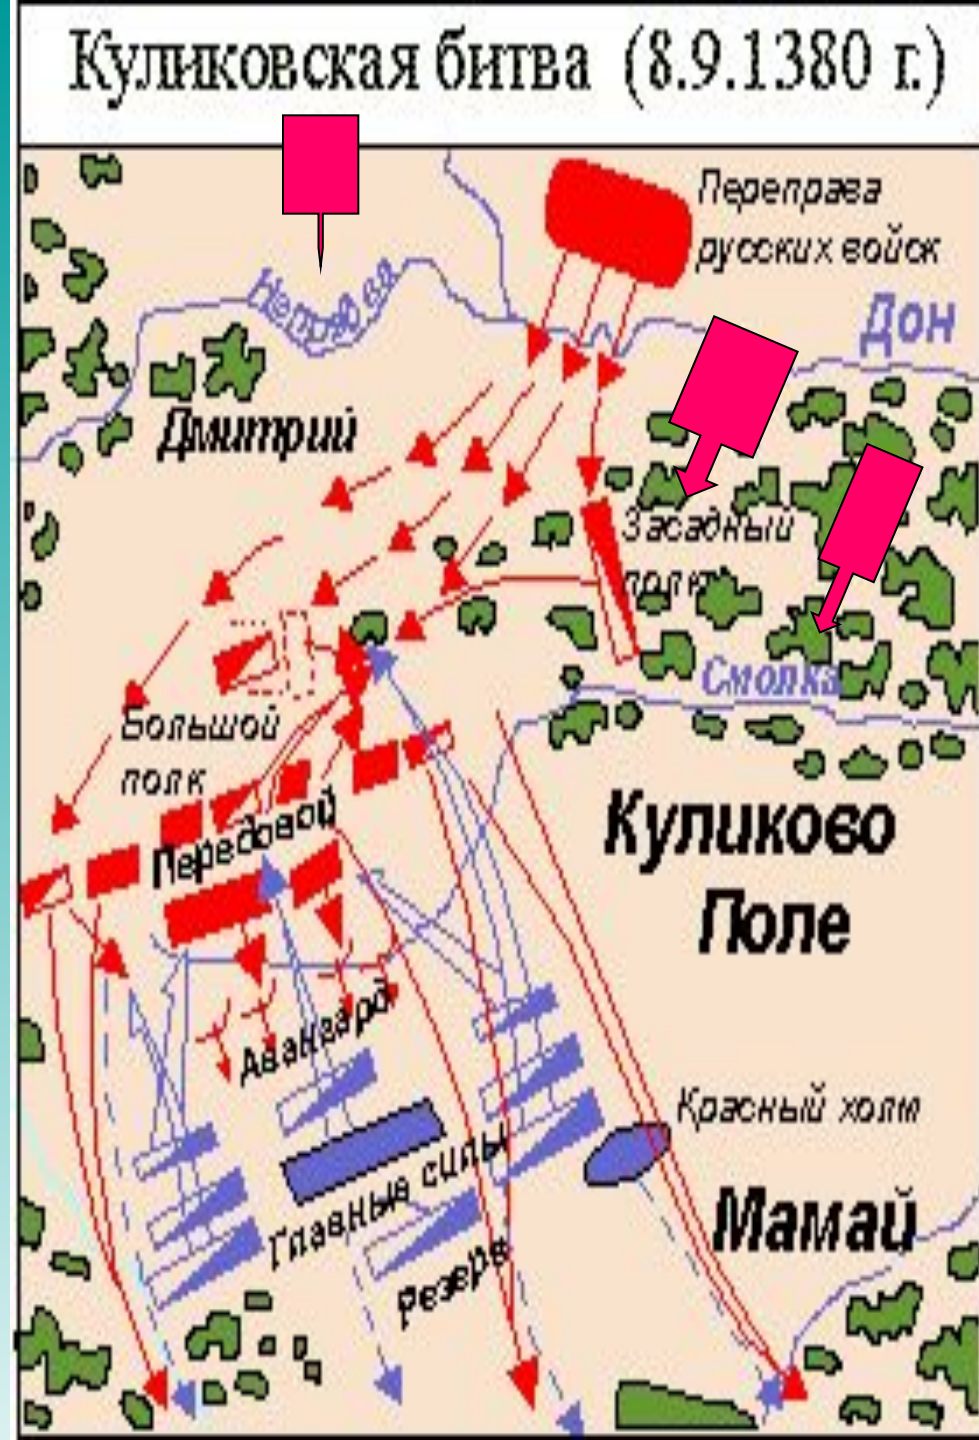 Куликовская битва (8.9.1380 г.)
Переправа
русских войск
Непрядва
Дон
Дмитрий
Засадный
полк
Смолка
Большой
полк
Передовой
Куликово
Поле
Авангард
Красный холм
Главные силы
Мамай
Резерв